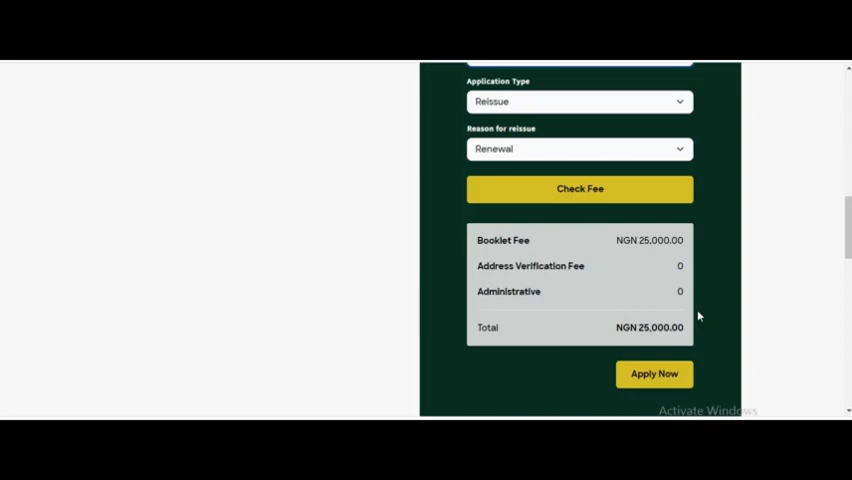 Application Type
Reissue
Reason for reissue
Renewal
Check Fee
Booklet Fee NGN 25,000.00
Address Verification Fee 0
Administrative 0
Total NGN 25,000.00
Apply Now
Activate Windows